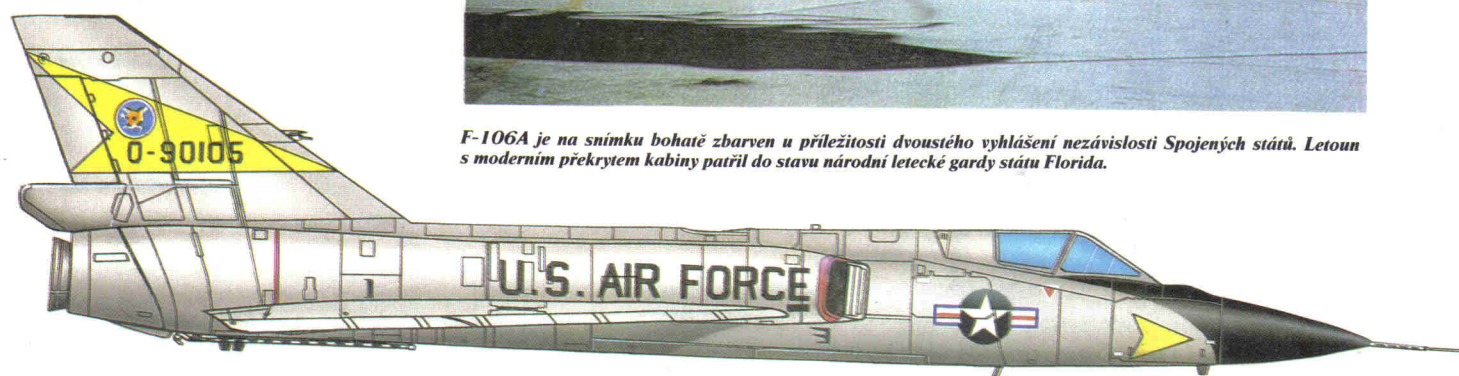 F-106A je na snímku bohatě zbarven u příležitosti dvoustého vyhlášení nezávislosti Spojených států. Letoun
s moderním překrytem kabiny patřil do stavu národní letecké gardy státu Florida.
0-90105
U.S. AIR FORCE